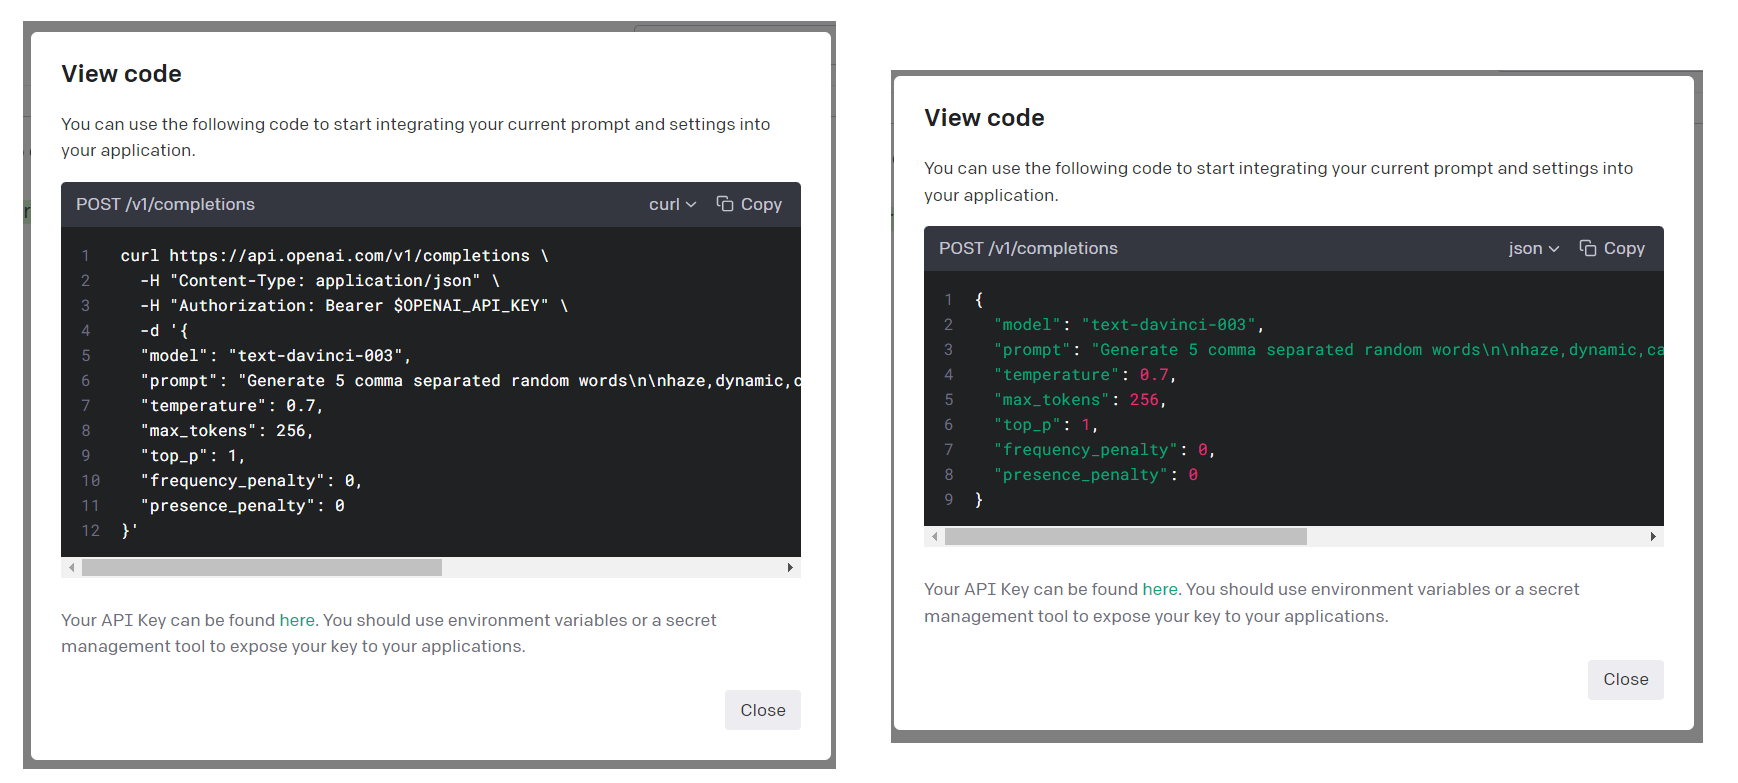 View code
You can use the following code to start integrating your current prompt and settings into
your application.
POST /v1/completions curl Copy
1 curl https://api.openai.com/v1/completions \
2 -H "Content-Type: application/json" \
3 -H "Authorization: Bearer $OPENAI_API_KEY" \
4 -d '{
5 "model": "text-davinci-003",
6 "prompt": "Generate 5 comma separated random words\n\nhaze,dynamic,c
7 "temperature": 0.7,
8 "max_tokens": 256,
9 "top_p": 1,
10 "frequency_penalty": 0,
11 "presence_penalty": 0
12 }'
Your API Key can be found here. You should use environment variables or a secret
management tool to expose your key to your applications.
Close
View code
You can use the following code to start integrating your current prompt and settings into
your application.
POST /v1/completions json Copy
1 {
2 "model": "text-davinci-003",
3 "prompt": "Generate 5 comma separated random words\n\nhaze,dynamic,ca
4 "temperature": 0.7,
5 "max_tokens": 256,
6 "top_p": 1,
7 "frequency_penalty": 0,
8 "presence_penalty": 0
9 }
Your API Key can be found here. You should use environment variables or a secret
management tool to expose your key to your applications.
Close